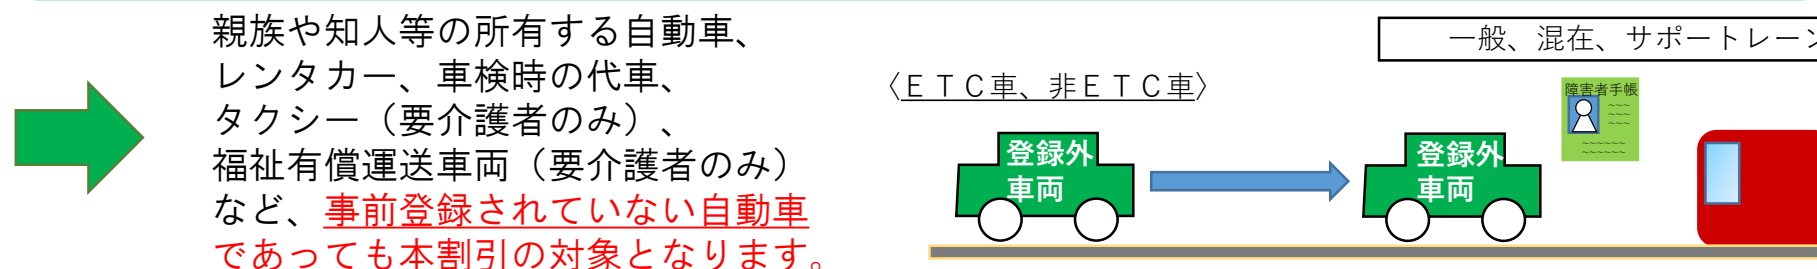 親族や知人等の所有する自動車、
レンタカー、車検時の代車、
タクシー（要介護者のみ）、
福祉有償運送車両（要介護者のみ）
など、事前登録されていない自動車
であっても本割引の対象となります。
〈ＥＴＣ車、非ＥＴＣ車〉
登録外
車両
一般、混在、サポートレーン
障害者手帳
登録外
車両